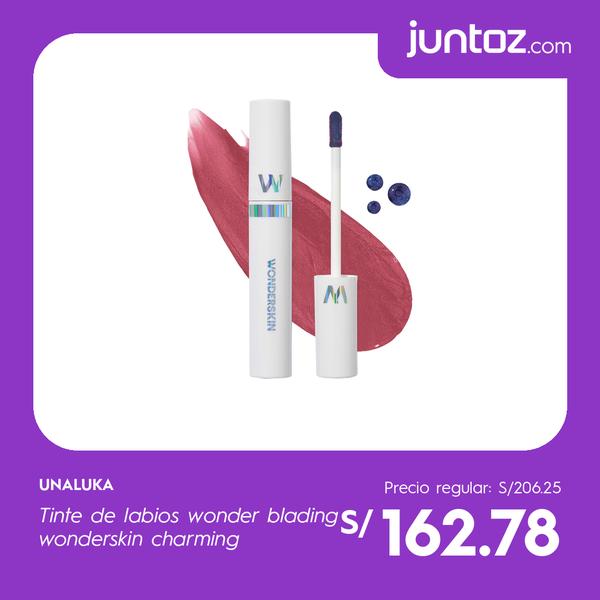 juntoz.com
W
WONDERSKIN
W
UNALUKA
Tinte de labios wonder blading
wonderskin charming
Precio regular: S/206.25
S/162.78